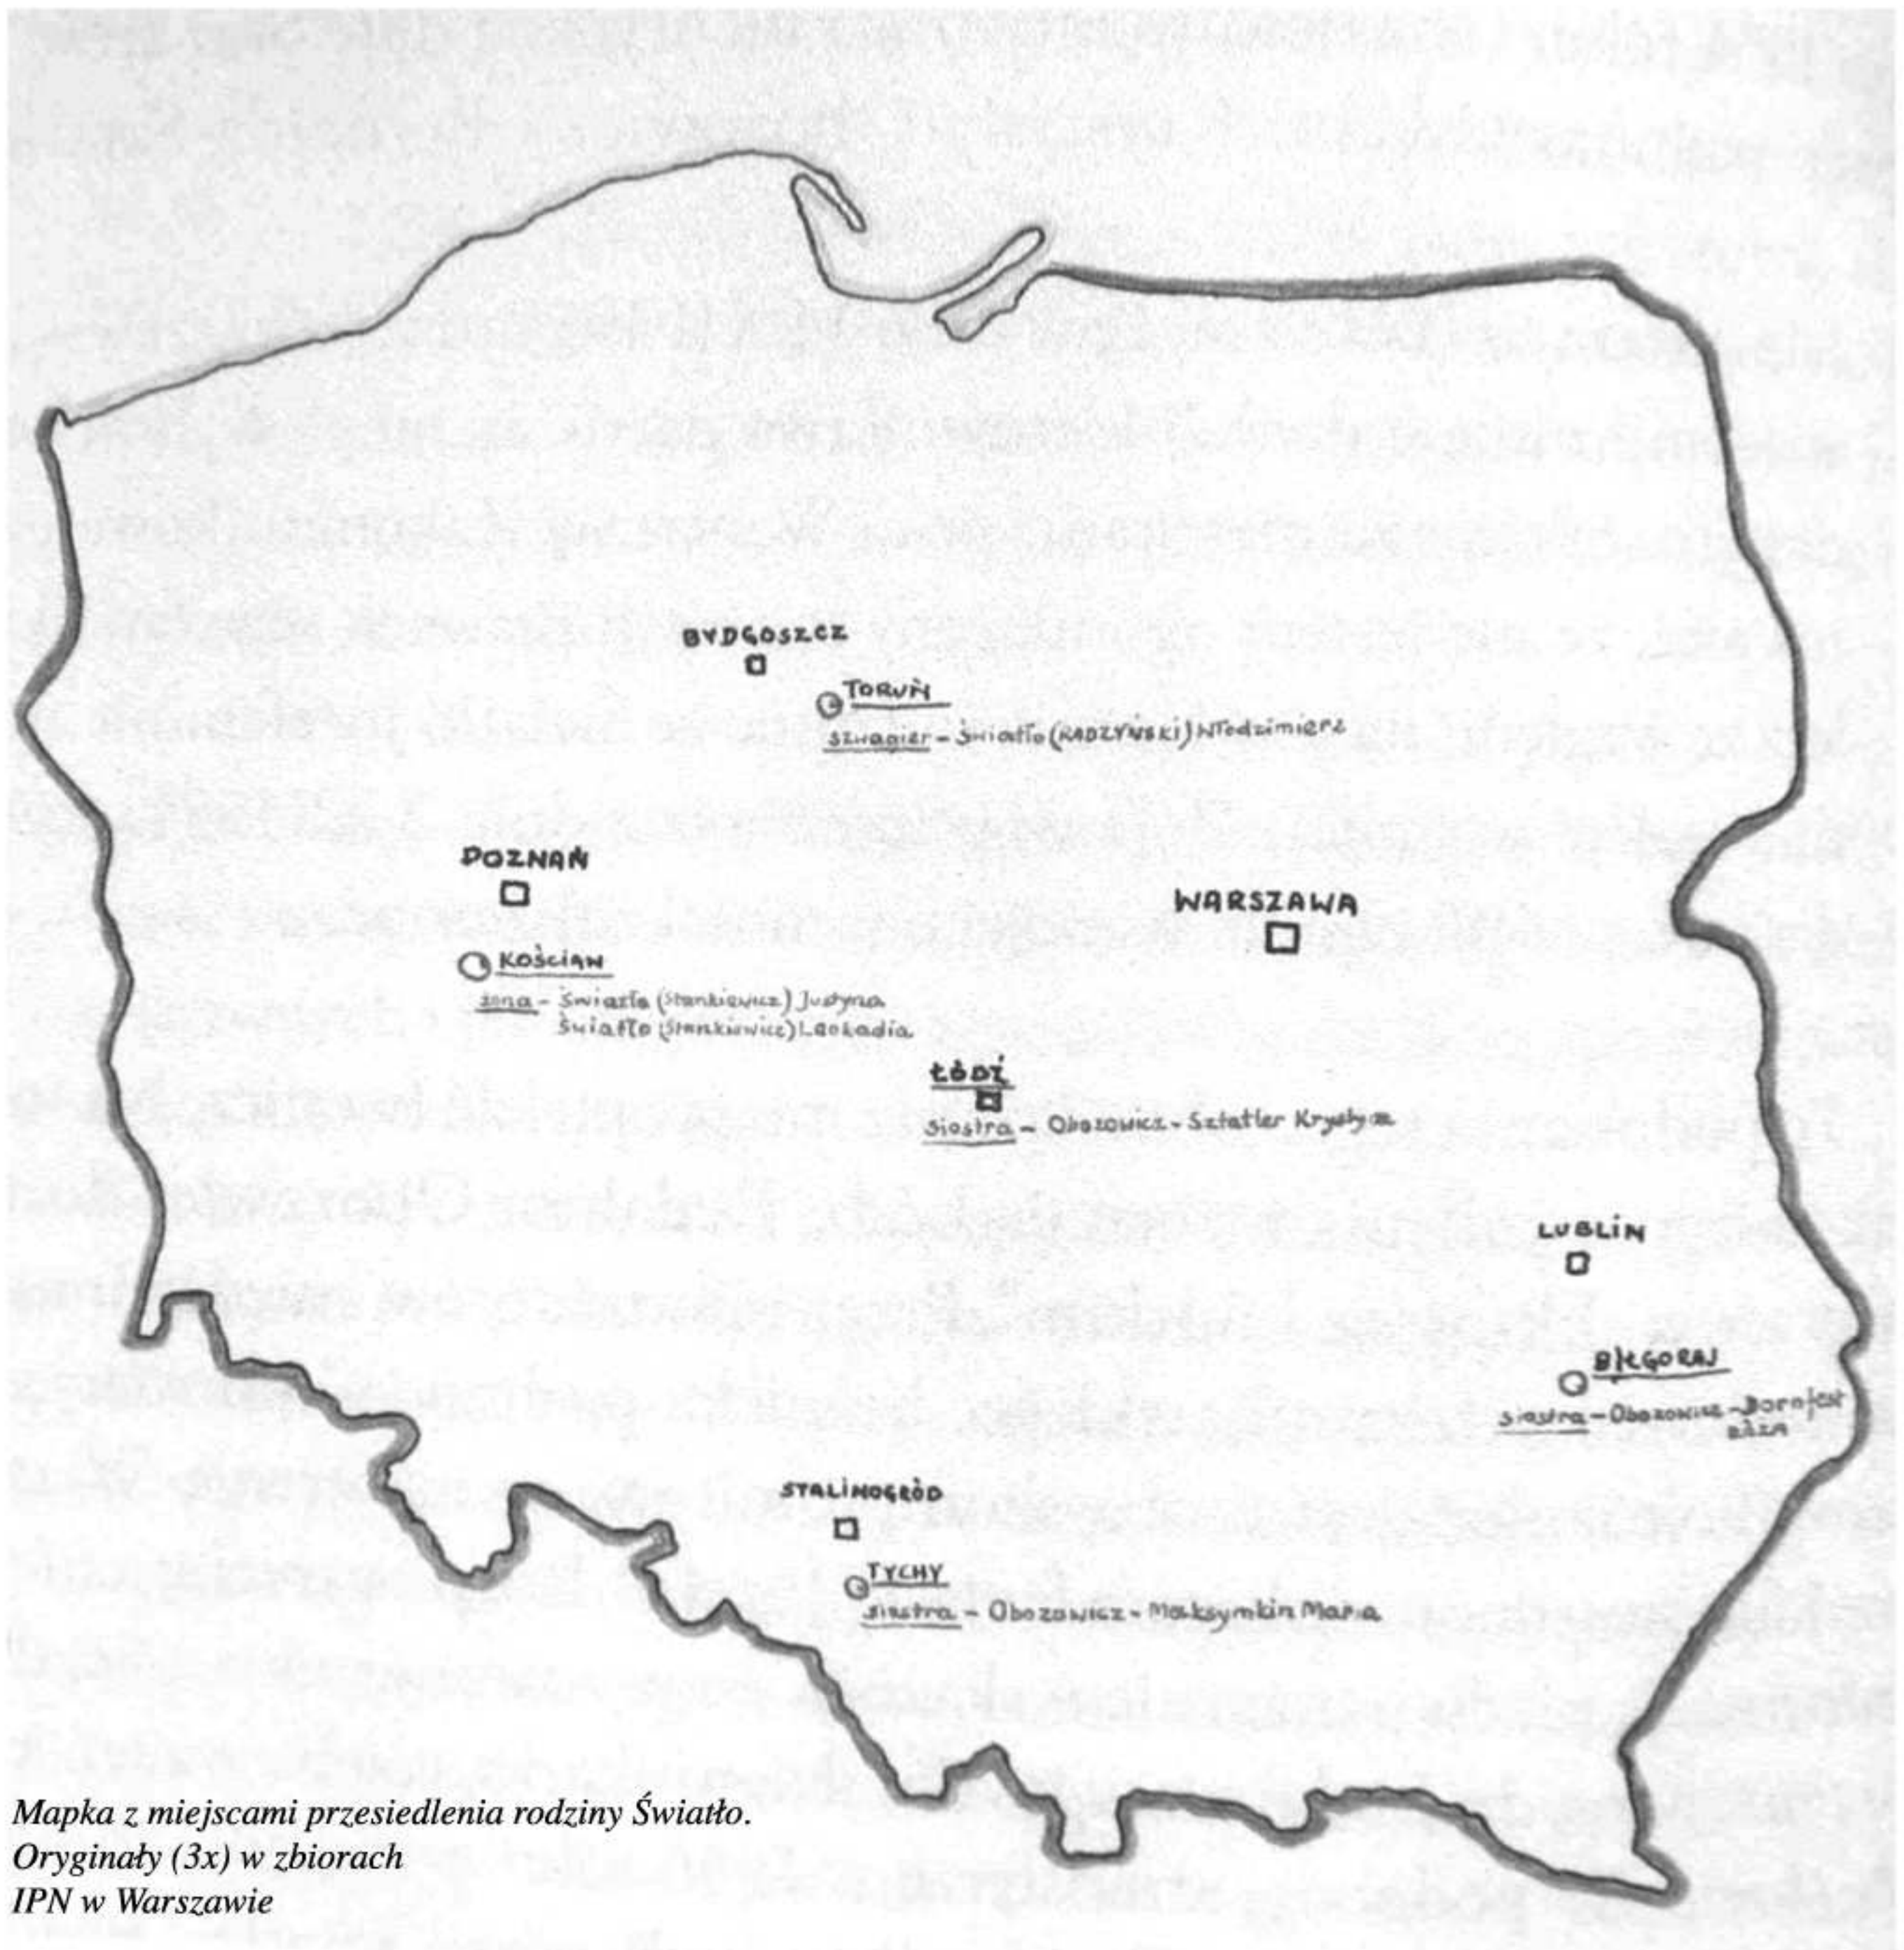 BYDGOSZCZ
TORUŃ
szwagier - Światło (RADZYŃSKI) Włodzimierz
POZNAŃ
WARSZAWA
KOŚCIAN
żona - Światło (Stankiewicz) Justyna
Światło (Stankiewicz) Leokadia
ŁÓDŹ
siostra - Obozowicz - Sztatler Krystyna
LUBLIN
BIŁGORAJ
siostra - Obozowicz - Dornfest
RÓZA
STALINOGRÓD
TYCHY
siostra - Obozowicz - Maksymkin Maria
Mapka z miejscami przesiedlenia rodziny Światło.
Oryginały (3x) w zbiorach
IPN w Warszawie